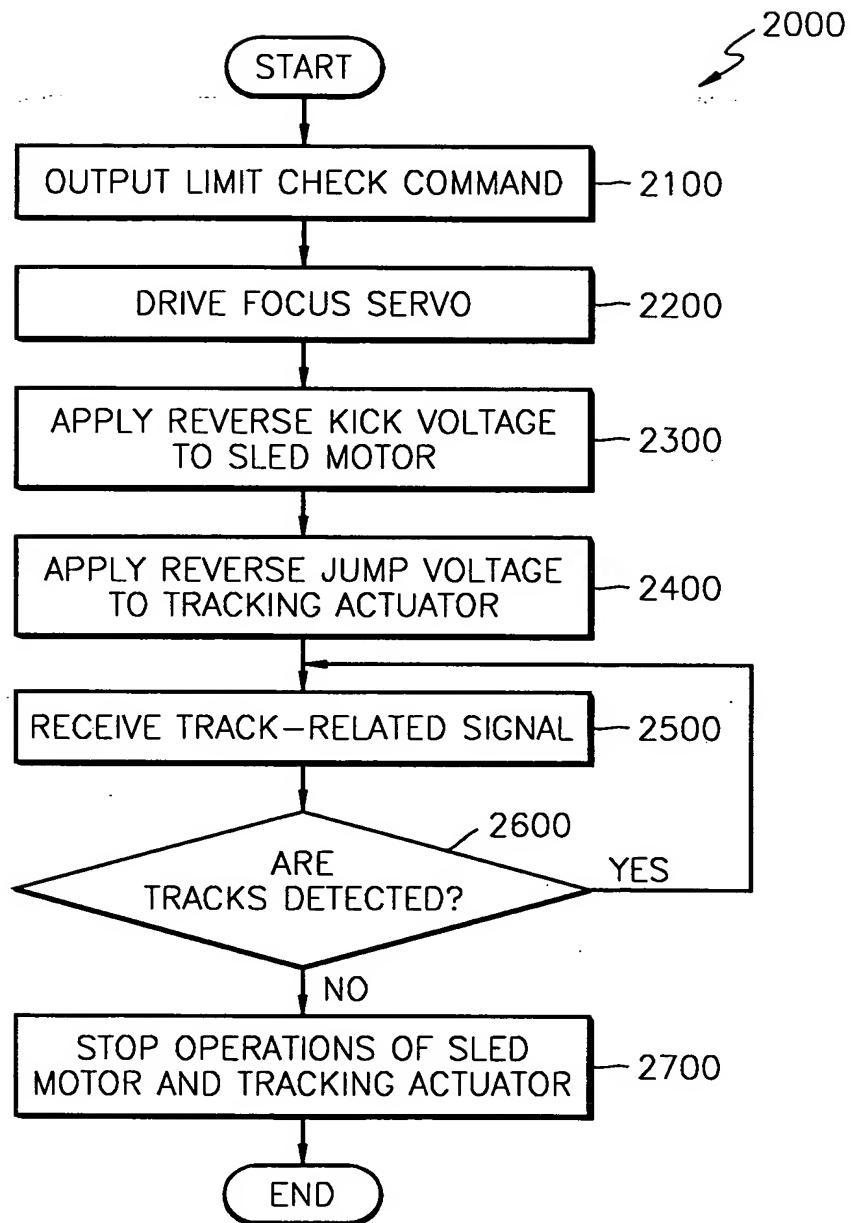 2000
START
OUTPUT LIMIT CHECK COMMAND
2100
DRIVE FOCUS SERVO
2200
APPLY REVERSE KICK VOLTAGE
TO SLED MOTOR
2300
APPLY REVERSE JUMP VOLTAGE
TO TRACKING ACTUATOR
2400
RECEIVE TRACK-RELATED SIGNAL
2500
2600
ARE
TRACKS DETECTED?
YES
NO
STOP OPERATIONS OF SLED
MOTOR AND TRACKING ACTUATOR
2700
END